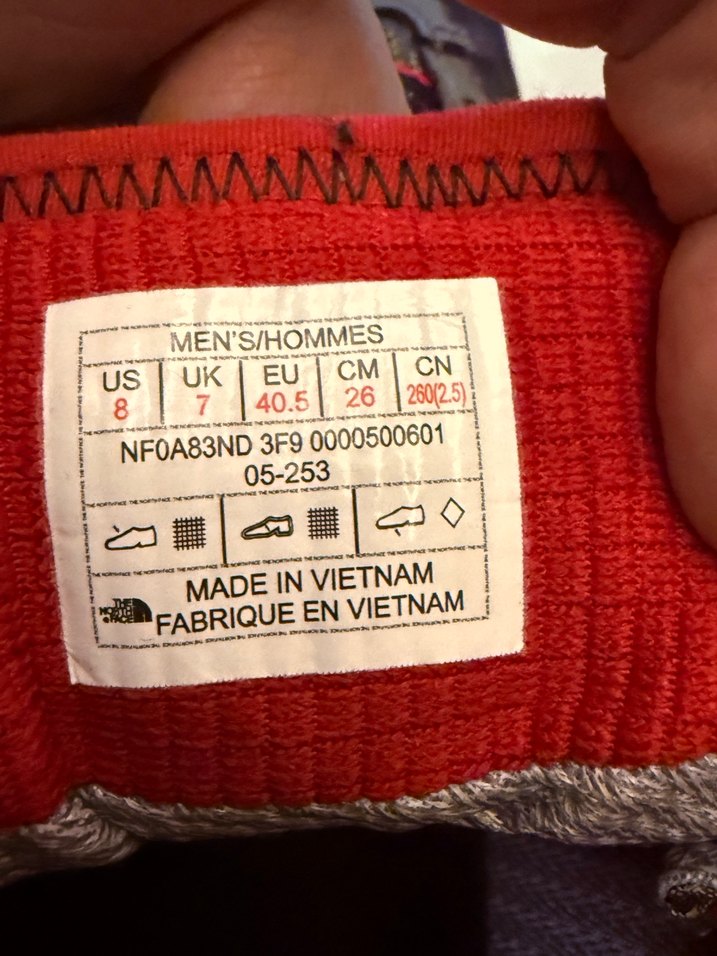 MEN'S/HOMMES
US UK EU CM CN
8 7 40.5 26 260(2.5)
NF0A83ND 3F9 0000500601
05-253
THE NORTH FACE
MADE IN VIETNAM
FABRIQUE EN VIETNAM